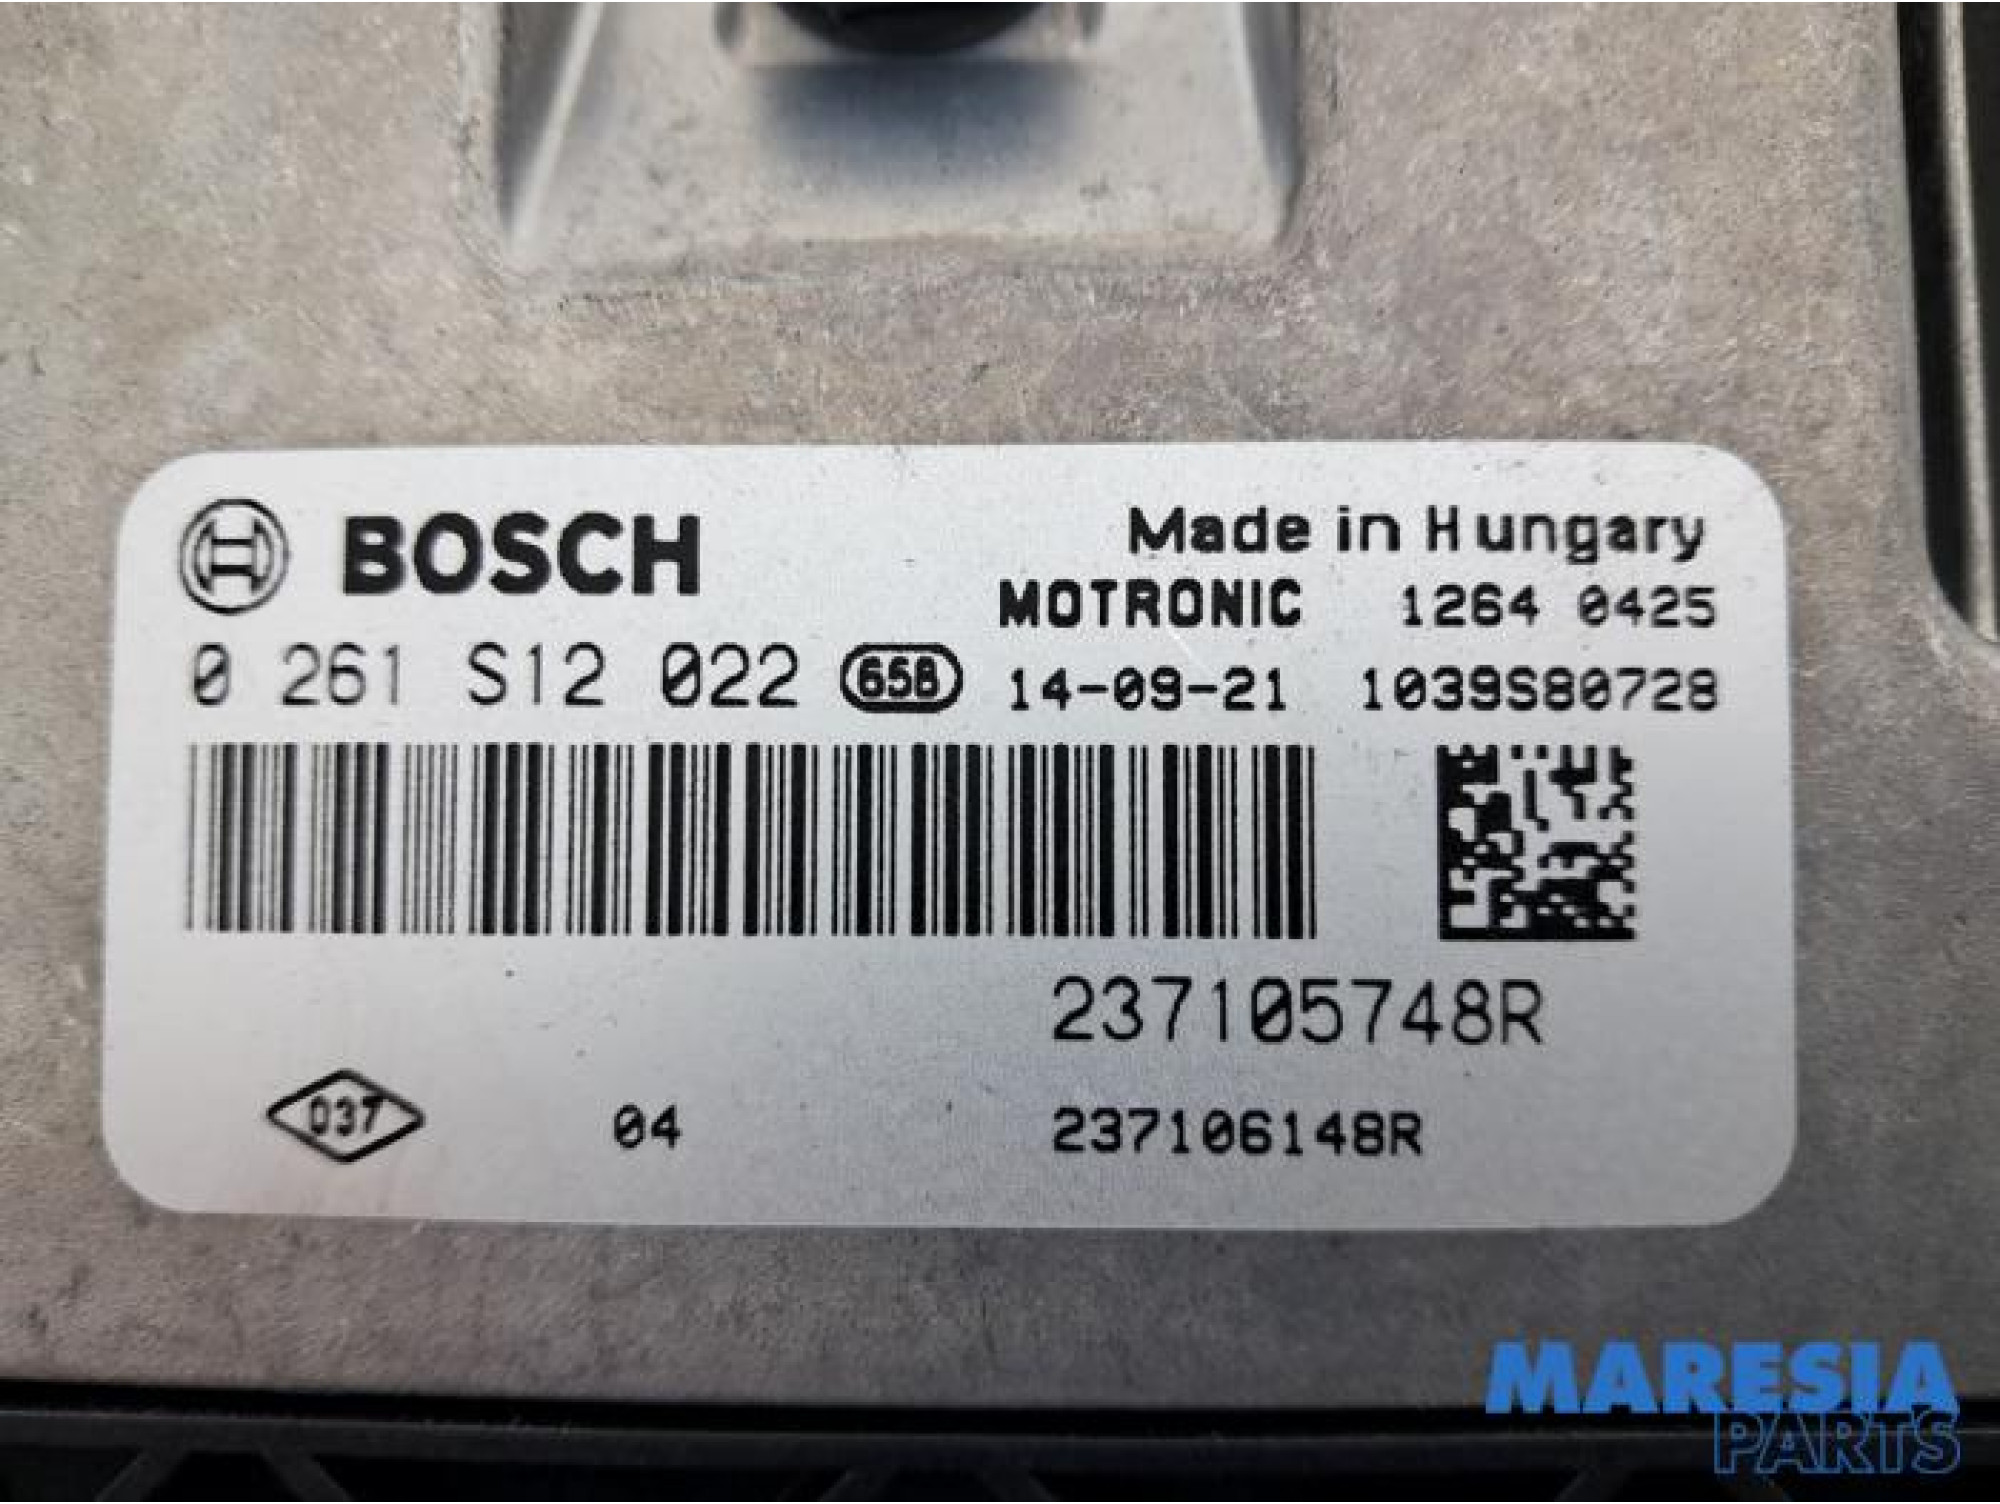 BOSCH
Made in Hungary
MOTRONIC 1264 0425
0 261 S12 022 65B 14-09-21 1039S80728
237105748R
037 04 237106148R
MARESIA
PARTS